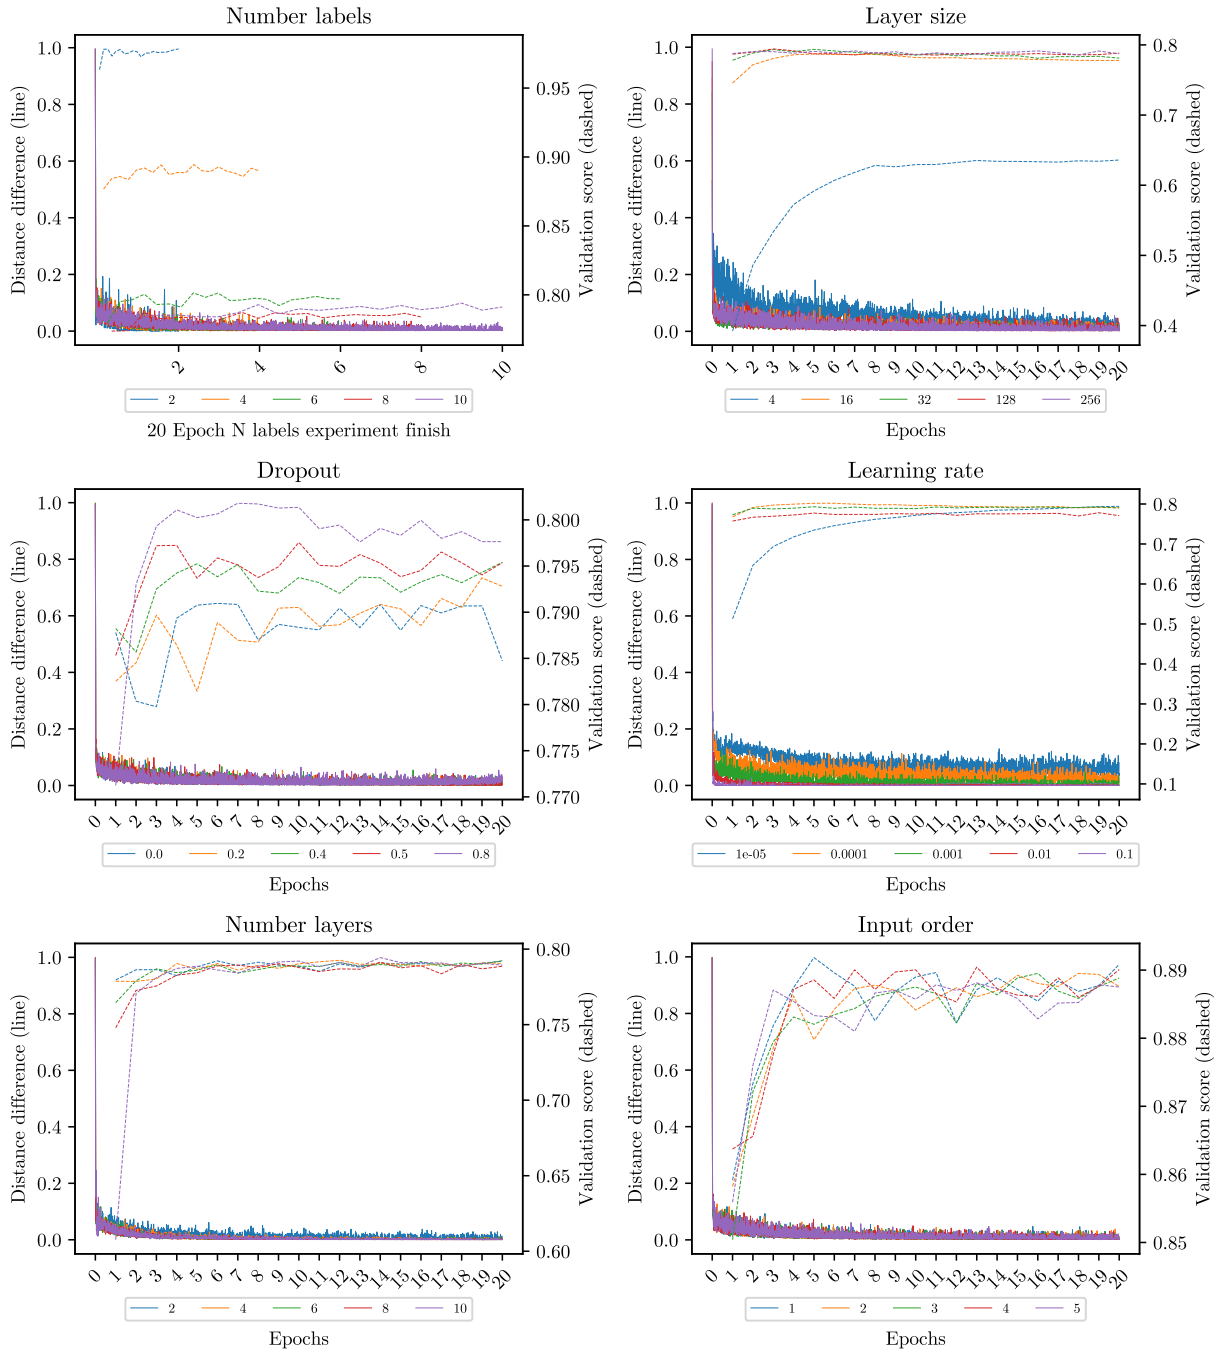 Number labels
Distance difference (line)
1.0
0.8
0.6
0.4
0.2
0.0
0.95
0.90
0.85
0.80
Validation score (dashed)
2 4 6 8 10
2 4 6 8 10
20 Epoch N labels experiment finish
Layer size
Distance difference (line)
1.0
0.8
0.6
0.4
0.2
0.0
0.8
0.7
0.6
0.5
0.4
Validation score (dashed)
0 1 2 3 4 5 6 7 8 9 10 11 12 13 14 15 16 17 18 19 20
4 16 32 128 256
Epochs
Dropout
Distance difference (line)
1.0
0.8
0.6
0.4
0.2
0.0
0.800
0.795
0.790
0.785
0.780
0.775
0.770
Validation score (dashed)
0 1 2 3 4 5 6 7 8 9 10 11 12 13 14 15 16 17 18 19 20
0.0 0.2 0.4 0.5 0.8
Epochs
Learning rate
Distance difference (line)
1.0
0.8
0.6
0.4
0.2
0.0
0.8
0.7
0.6
0.5
0.4
0.3
0.2
0.1
Validation score (dashed)
0 1 2 3 4 5 6 7 8 9 10 11 12 13 14 15 16 17 18 19 20
1e-05 0.0001 0.001 0.01 0.1
Epochs
Number layers
Distance difference (line)
1.0
0.8
0.6
0.4
0.2
0.0
0.80
0.75
0.70
0.65
0.60
Validation score (dashed)
0 1 2 3 4 5 6 7 8 9 10 11 12 13 14 15 16 17 18 19 20
2 4 6 8 10
Epochs
Input order
Distance difference (line)
1.0
0.8
0.6
0.4
0.2
0.0
0.89
0.88
0.87
0.86
0.85
Validation score (dashed)
0 1 2 3 4 5 6 7 8 9 10 11 12 13 14 15 16 17 18 19 20
1 2 3 4 5
Epochs